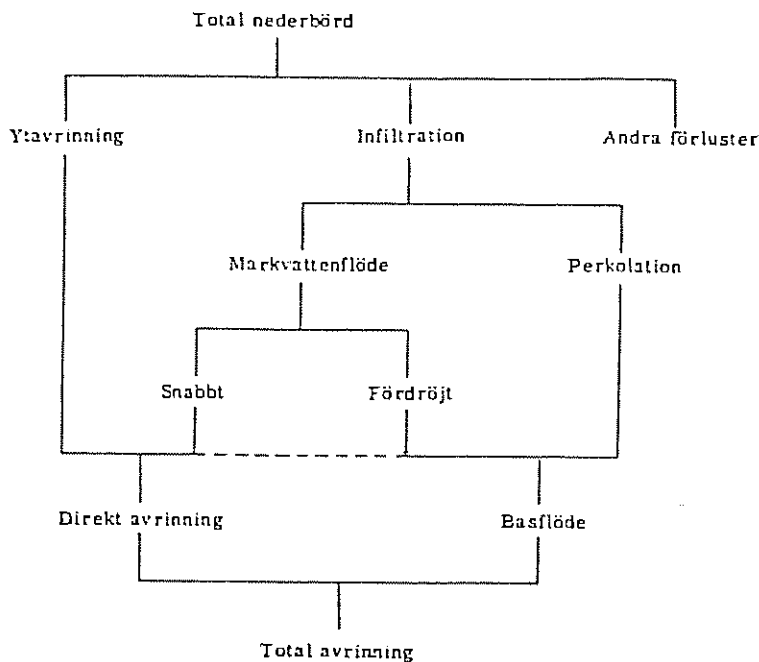 Total nederbörd
Ytavrinning Infiltration Andra förluster
Markvattenflöde Perkolation
Snabbt Fördröjt
Direkt avrinning Basflöde
Total avrinning